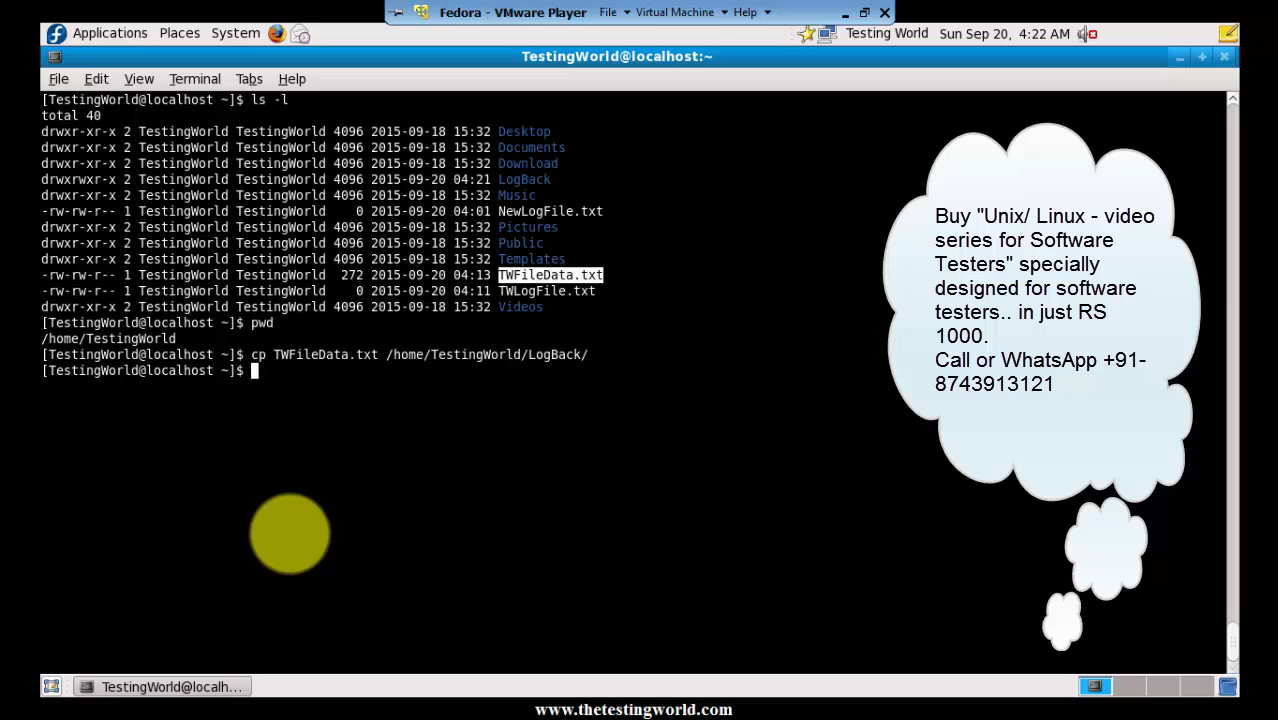 Fedora - VMware Player File Virtual Machine Help
Applications Places System Testing World Sun Sep 20, 4:22 AM
TestingWorld@localhost:~
File Edit View Terminal Tabs Help
[TestingWorld@localhost ~]$ ls -l
total 40
drwxr-xr-x 2 TestingWorld TestingWorld 4096 2015-09-18 15:32 Desktop
drwxr-xr-x 2 TestingWorld TestingWorld 4096 2015-09-18 15:32 Documents
drwxr-xr-x 2 TestingWorld TestingWorld 4096 2015-09-18 15:32 Download
drwxrwxr-x 2 TestingWorld TestingWorld 4096 2015-09-20 04:21 LogBack
drwxr-xr-x 2 TestingWorld TestingWorld 4096 2015-09-18 15:32 Music
-rw-rw-r-- 1 TestingWorld TestingWorld 0 2015-09-20 04:01 NewLogFile.txt
drwxr-xr-x 2 TestingWorld TestingWorld 4096 2015-09-18 15:32 Pictures
drwxr-xr-x 2 TestingWorld TestingWorld 4096 2015-09-18 15:32 Public
drwxr-xr-x 2 TestingWorld TestingWorld 4096 2015-09-18 15:32 Templates
-rw-rw-r-- 1 TestingWorld TestingWorld 272 2015-09-20 04:13 TWFileData.txt
-rw-rw-r-- 1 TestingWorld TestingWorld 0 2015-09-20 04:11 TWLogFile.txt
drwxr-xr-x 2 TestingWorld TestingWorld 4096 2015-09-18 15:32 Videos
[TestingWorld@localhost ~]$ pwd
/home/TestingWorld
[TestingWorld@localhost ~]$ cp TWFileData.txt /home/TestingWorld/LogBack/
[TestingWorld@localhost ~]$
Buy "Unix/ Linux - video
series for Software
Testers" specially
designed for software
testers.. in just RS
1000.
Call or WhatsApp +91-
8743913121
TestingWorld@localh...
www.thetestingworld.com